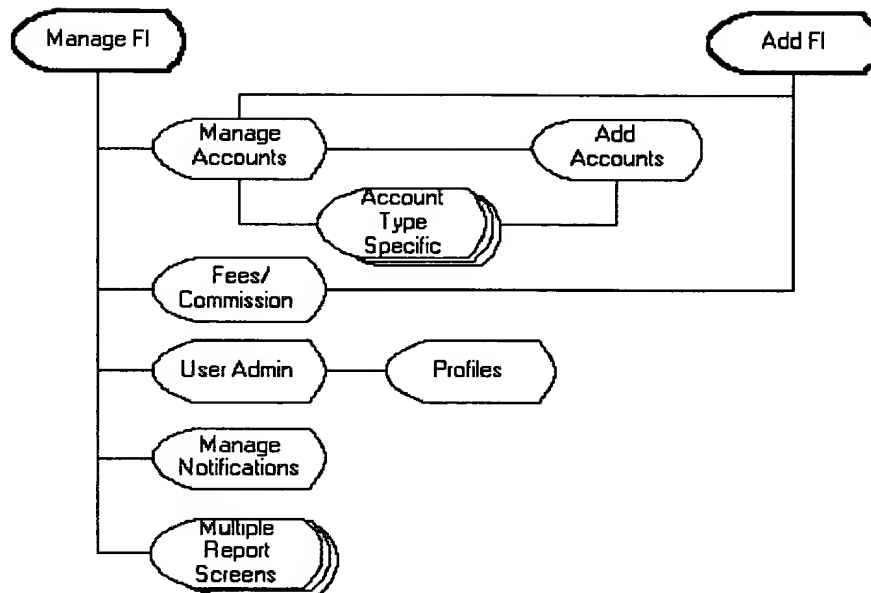 Manage FI
Add FI
Manage
Accounts
Add
Accounts
Account
Type
Specific
Fees/
Commission
User Admin
Profiles
Manage
Notifications
Multiple
Report
Screens